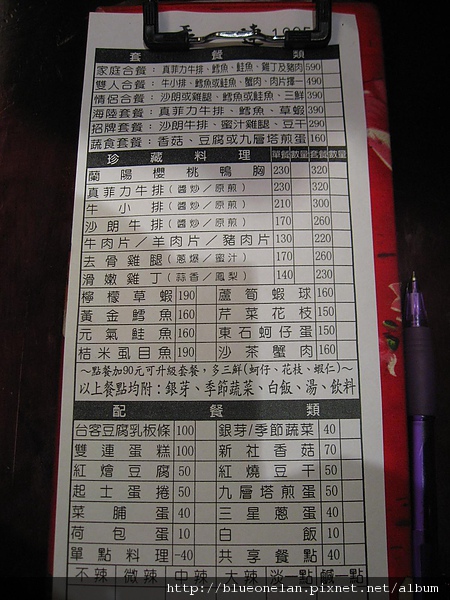 套餐類
家庭合餐：真菲力牛排、鱈魚、鮭魚、雞丁及豬肉 590
雙人合餐：牛小排、鱈魚或鮭魚、蟹肉、肉片擇一 490
情侶合餐：沙朗或雞腿、鱈魚或鮭魚、三鮮 390
海陸套餐：真菲力牛排、鱈魚、草蝦 390
招牌套餐：沙朗牛排、蜜汁雞腿、豆干 290
蔬食套餐：香菇、豆腐或九層塔煎蛋 160
珍藏料理 單餐 數量 套餐 數量
蘭陽櫻桃鴨胸 230 320
真菲力牛排（醬炒／原煎） 230 320
牛小排（醬炒／原煎） 210 300
沙朗牛排（醬炒／原煎） 170 260
牛肉片／羊肉片／豬肉片 130 220
去骨雞腿（蔥爆／蜜汁） 170 260
滑嫩雞丁（蒜香／鳳梨） 140 230
檸檬草蝦 190 蘆筍蝦球 160
黃金鱈魚 160 芹菜花枝 150
元氣鮭魚 160 東石蚵仔蛋 150
桔米虱目魚 190 沙茶蟹肉 160
～點餐加90元可升級套餐，多三鮮(蚵仔、花枝、蝦仁)～
以上餐點均附：銀芽、季節蔬菜、白飯、湯、飲料
配餐類
台客豆腐乳板條 100 銀芽/季節蔬菜 40
雙連蛋糕 100 新社香菇 70
紅燴豆腐 50 紅燒豆干 50
起士蛋捲 50 九層塔煎蛋 50
菜脯蛋 40 三星蔥蛋 40
荷包蛋 10 白飯 10
單點料理 -40 共享餐點 40
不辣 微辣 中辣 大辣 淡一點 鹹一點
http://blueonelan.pixnet.net/album